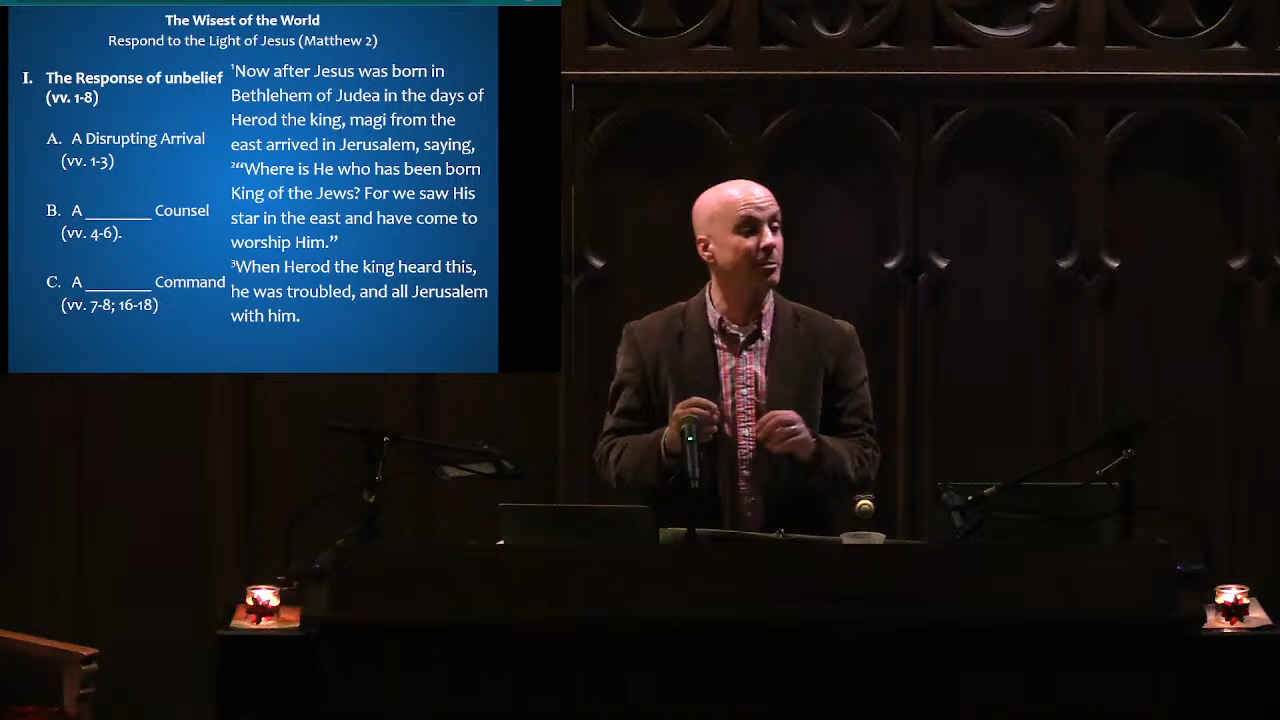 The Wisest of the World
Respond to the Light of Jesus (Matthew 2)
I. The Response of unbelief
(vv. 1-8)
A. A Disrupting Arrival
(vv. 1-3)
B. A ________ Counsel
(vv. 4-6).
C. A ________ Command
(vv. 7-8; 16-18)
¹Now after Jesus was born in
Bethlehem of Judea in the days of
Herod the king, magi from the
east arrived in Jerusalem, saying,
²“Where is He who has been born
King of the Jews? For we saw His
star in the east and have come to
worship Him.”
³When Herod the king heard this,
he was troubled, and all Jerusalem
with him.